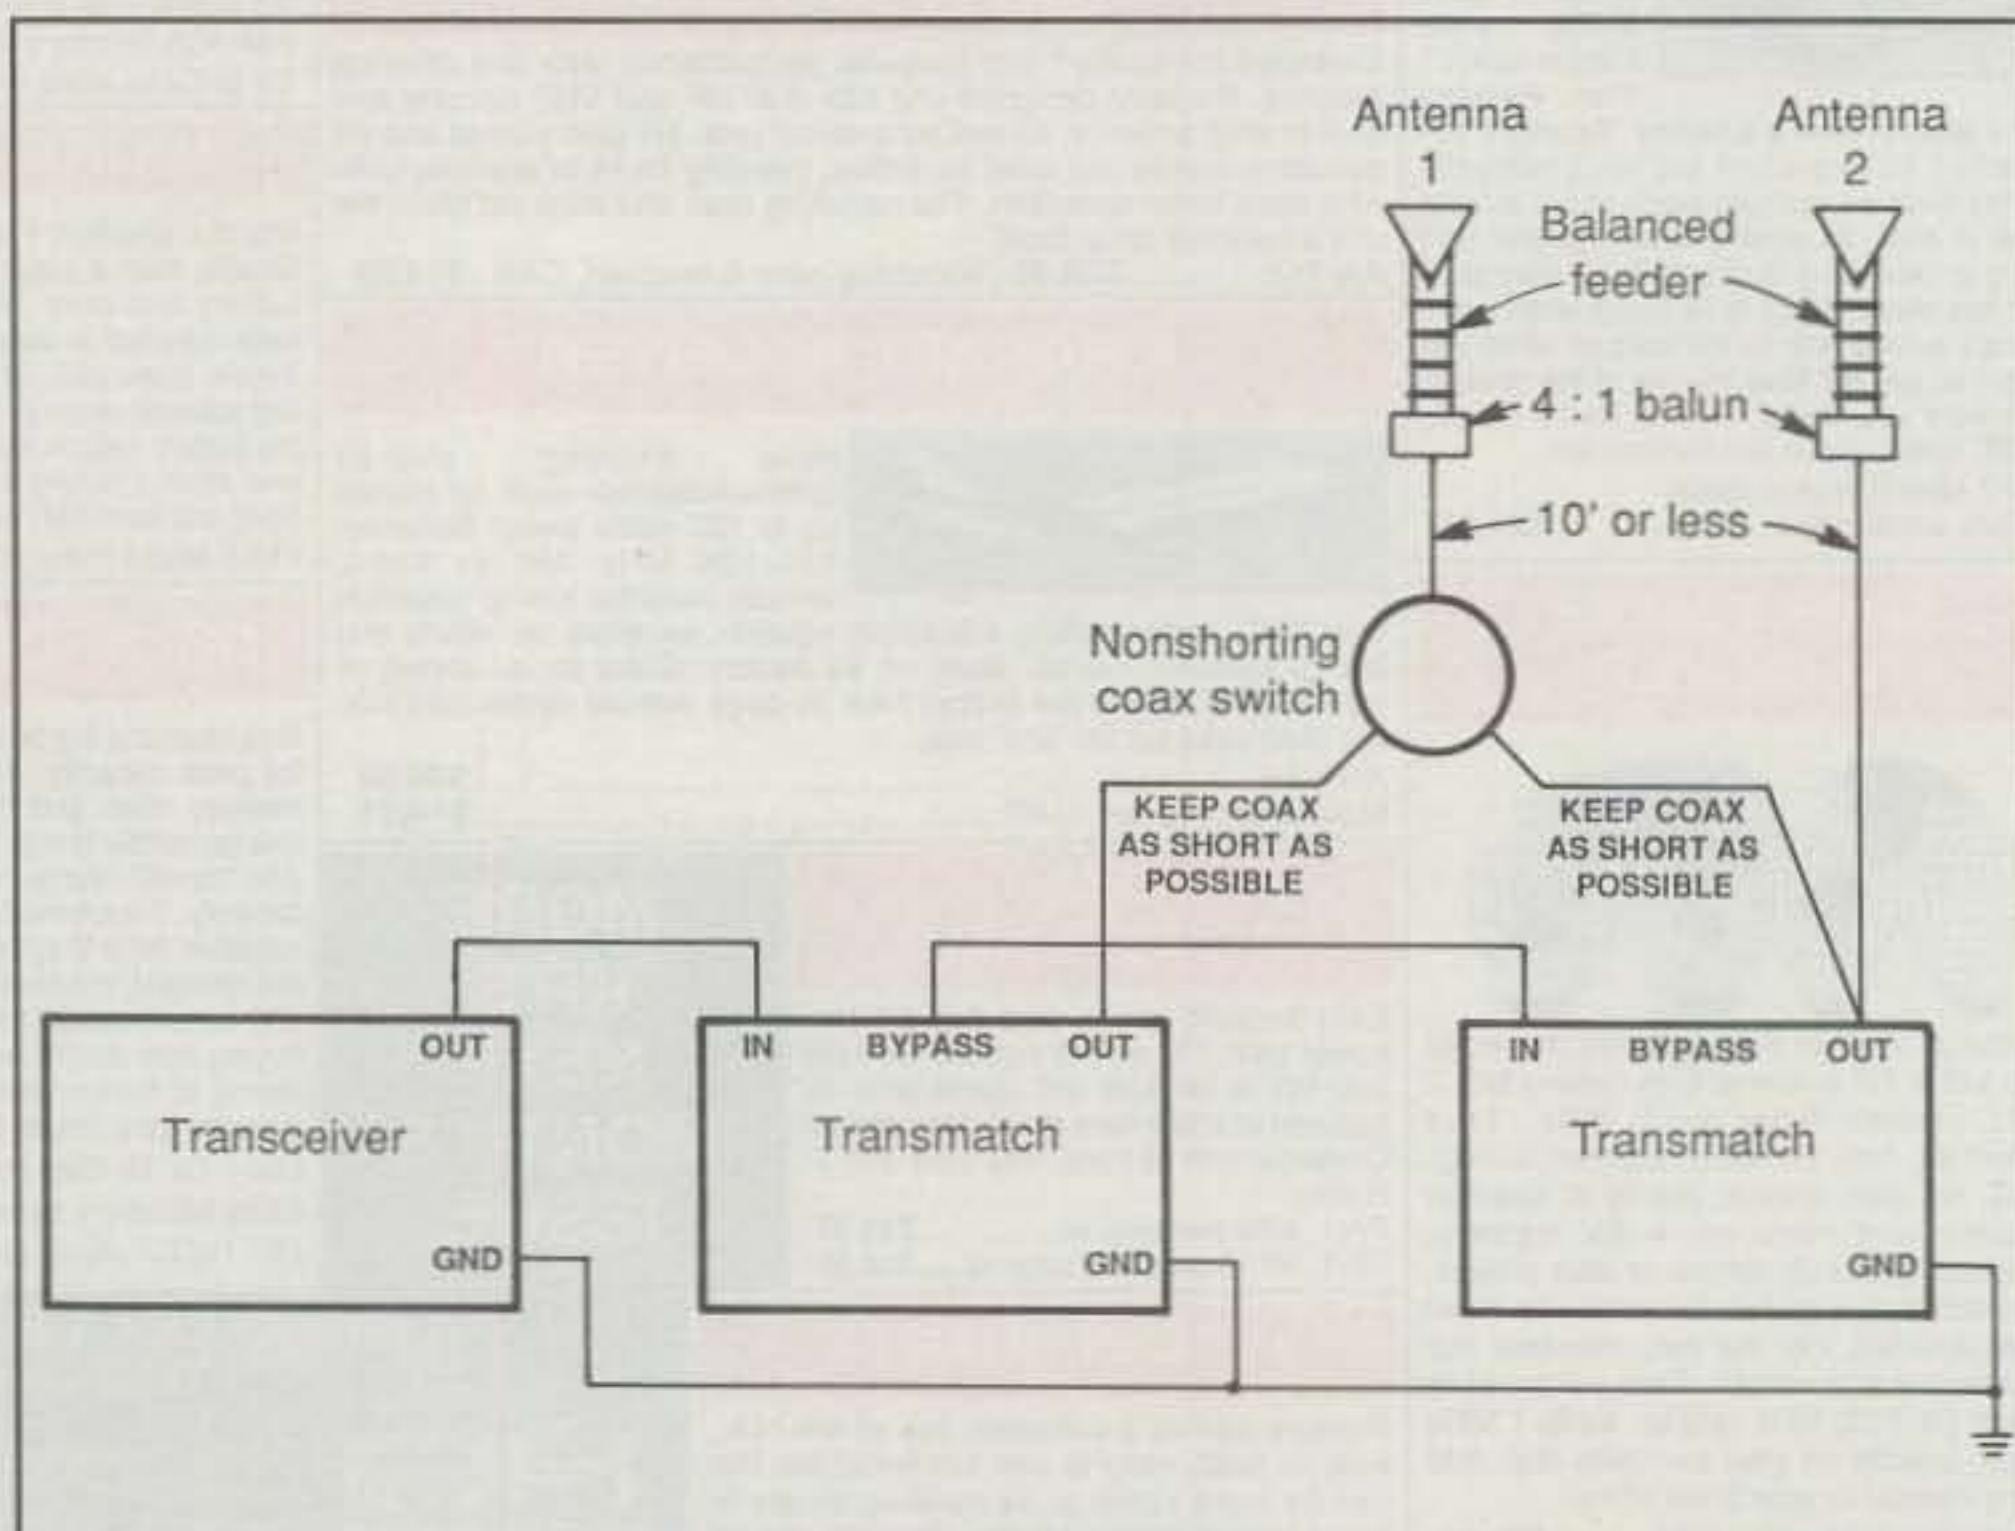 Antenna
1
Antenna
2
Balanced
feeder
4 : 1 balun
10' or less
Nonshorting
coax switch
KEEP COAX
AS SHORT AS
POSSIBLE
KEEP COAX
AS SHORT AS
POSSIBLE
OUT
Transceiver
GND
IN BYPASS OUT
Transmatch
GND
IN BYPASS OUT
Transmatch
GND